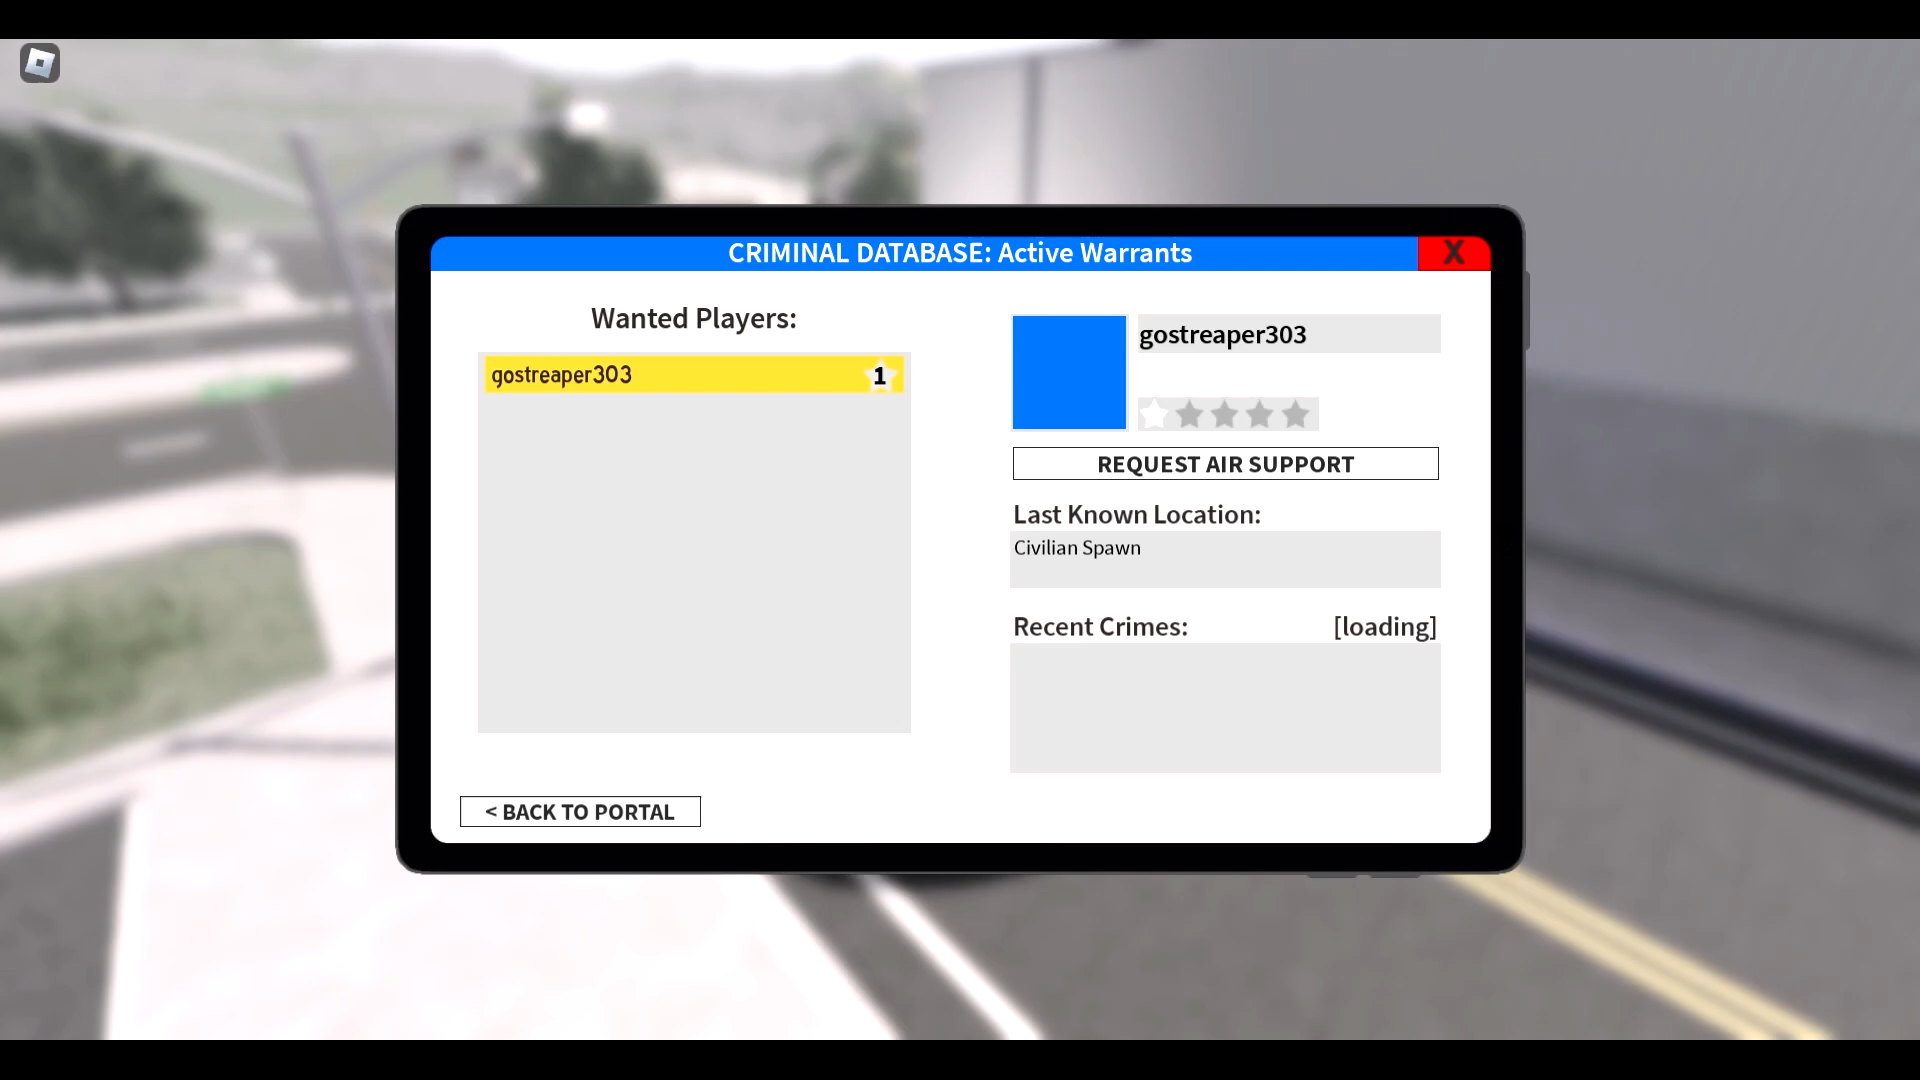 CRIMINAL DATABASE: Active Warrants
X
Wanted Players:
gostreaper303
1
gostreaper303
REQUEST AIR SUPPORT
Last Known Location:
Civilian Spawn
Recent Crimes:
[loading]
< BACK TO PORTAL